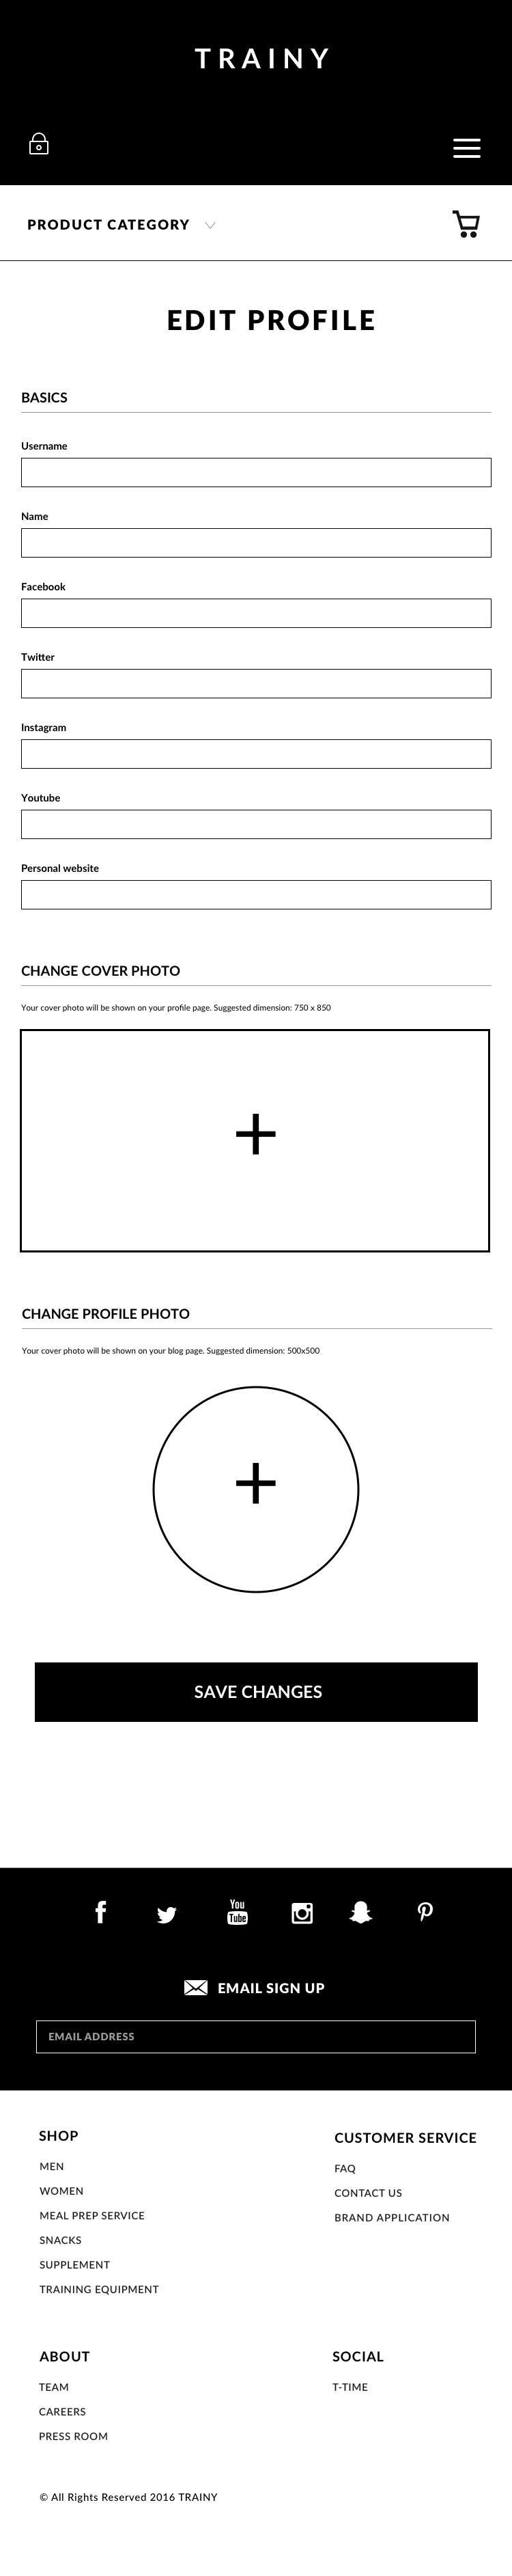 TRAINY
PRODUCT CATEGORY
EDIT PROFILE
BASICS
Username
Name
Facebook
Twitter
Instagram
Youtube
Personal website
CHANGE COVER PHOTO
Your cover photo will be shown on your profile page. Suggested dimension: 750 x 850
CHANGE PROFILE PHOTO
Your cover photo will be shown on your blog page. Suggested dimension: 500x500
SAVE CHANGES
You
Tube
EMAIL SIGN UP
EMAIL ADDRESS
SHOP
MEN
WOMEN
MEAL PREP SERVICE
SNACKS
SUPPLEMENT
TRAINING EQUIPMENT
CUSTOMER SERVICE
FAQ
CONTACT US
BRAND APPLICATION
ABOUT
TEAM
CAREERS
PRESS ROOM
SOCIAL
T-TIME
© All Rights Reserved 2016 TRAINY